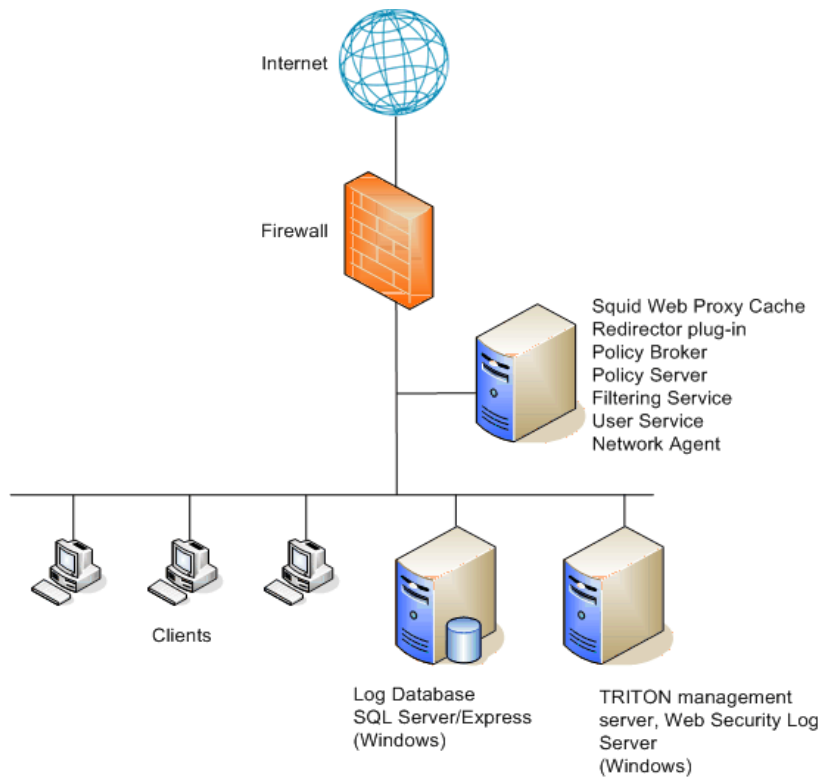 Internet
Firewall
Squid Web Proxy Cache
Redirector plug-in
Policy Broker
Policy Server
Filtering Service
User Service
Network Agent
Clients
Log Database
SQL Server/Express
(Windows)
TRITON management
server, Web Security Log
Server
(Windows)